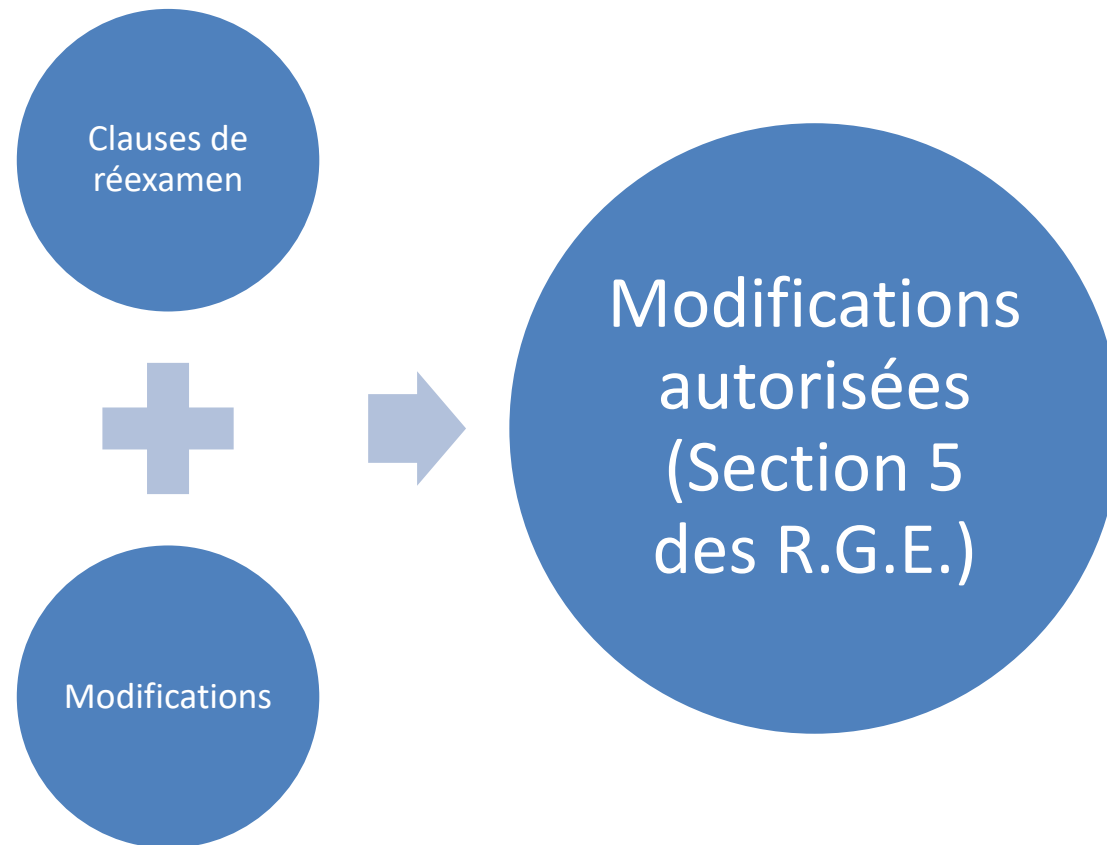 Clauses de
réexamen
Modifications
Modifications
autorisées
(Section 5
des R.G.E.)